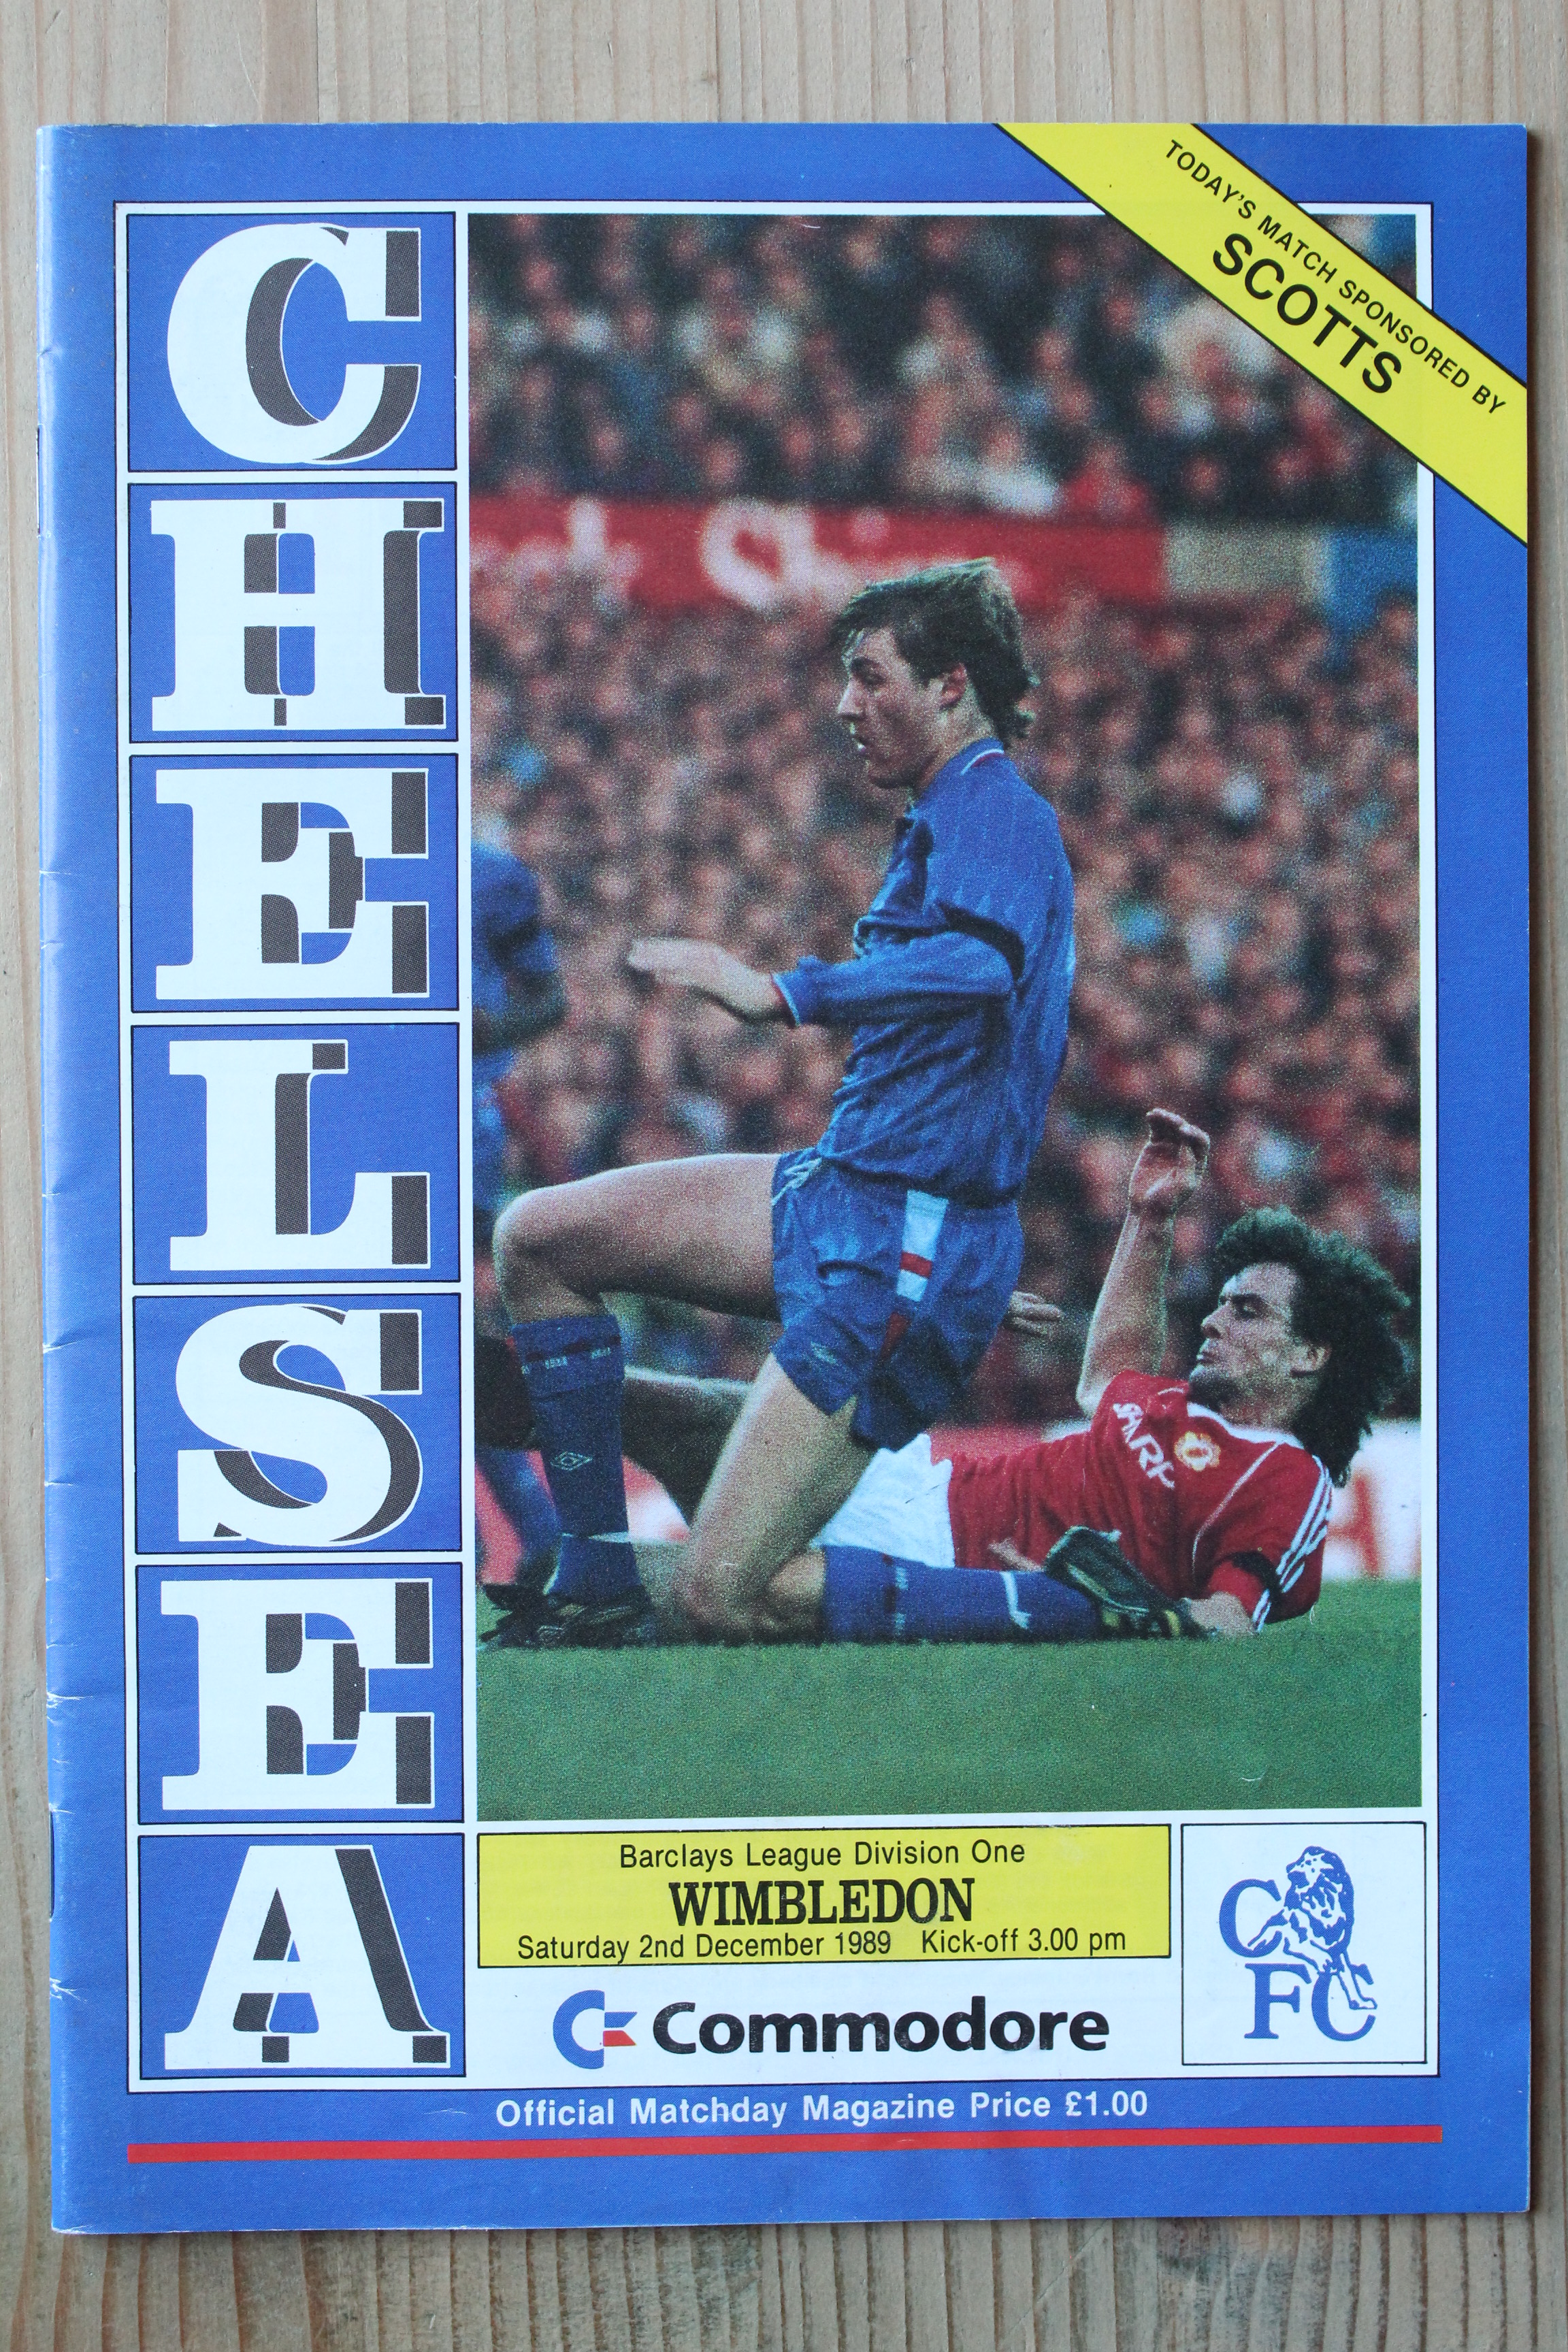 TODAY'S MATCH SPONSORED BY
SCOTTS
CHELSEA
SHARP
Barclays League Division One
WIMBLEDON
Saturday 2nd December 1989 Kick-off 3.00 pm
Commodore
CFC
Official Matchday Magazine Price £1.00